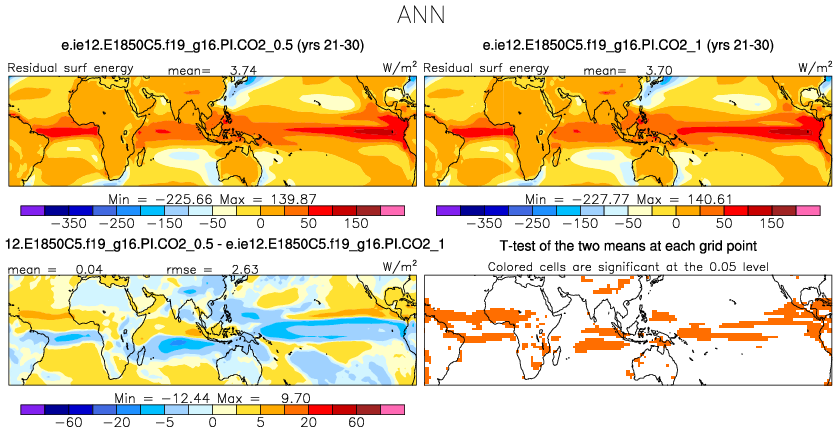 ANN
e.ie12.E1850C5.f19_g16.PI.CO2_0.5 (yrs 21-30)
Residual surf energy mean= 3.74 W/m²
Min = -225.66 Max = 139.87
-350 -250 -150 -50 0 50 150
e.ie12.E1850C5.f19_g16.PI.CO2_1 (yrs 21-30)
Residual surf energy mean= 3.70 W/m²
Min = -227.77 Max = 140.61
-350 -250 -150 -50 0 50 150
12.E1850C5.f19_g16.PI.CO2_0.5 - e.ie12.E1850C5.f19_g16.PI.CO2_1
mean = 0.04 rmse = 2.63 W/m²
Min = -12.44 Max = 9.70
-60 -20 -5 0 5 20 60
T-test of the two means at each grid point
Colored cells are significant at the 0.05 level